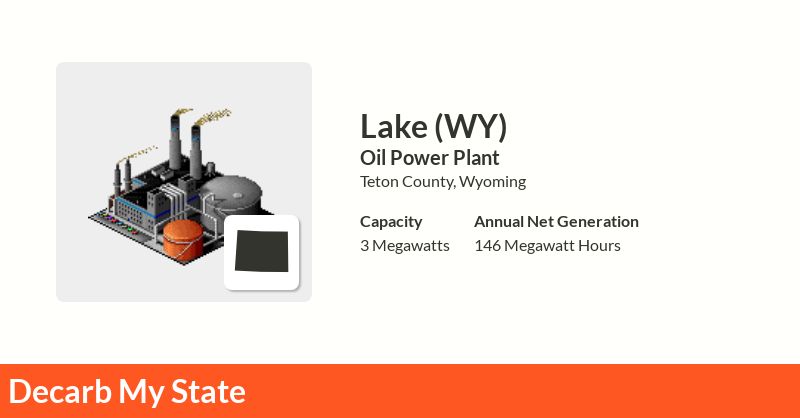 Lake (WY)
Oil Power Plant
Teton County, Wyoming
Capacity Annual Net Generation
3 Megawatts 146 Megawatt Hours
Decarb My State